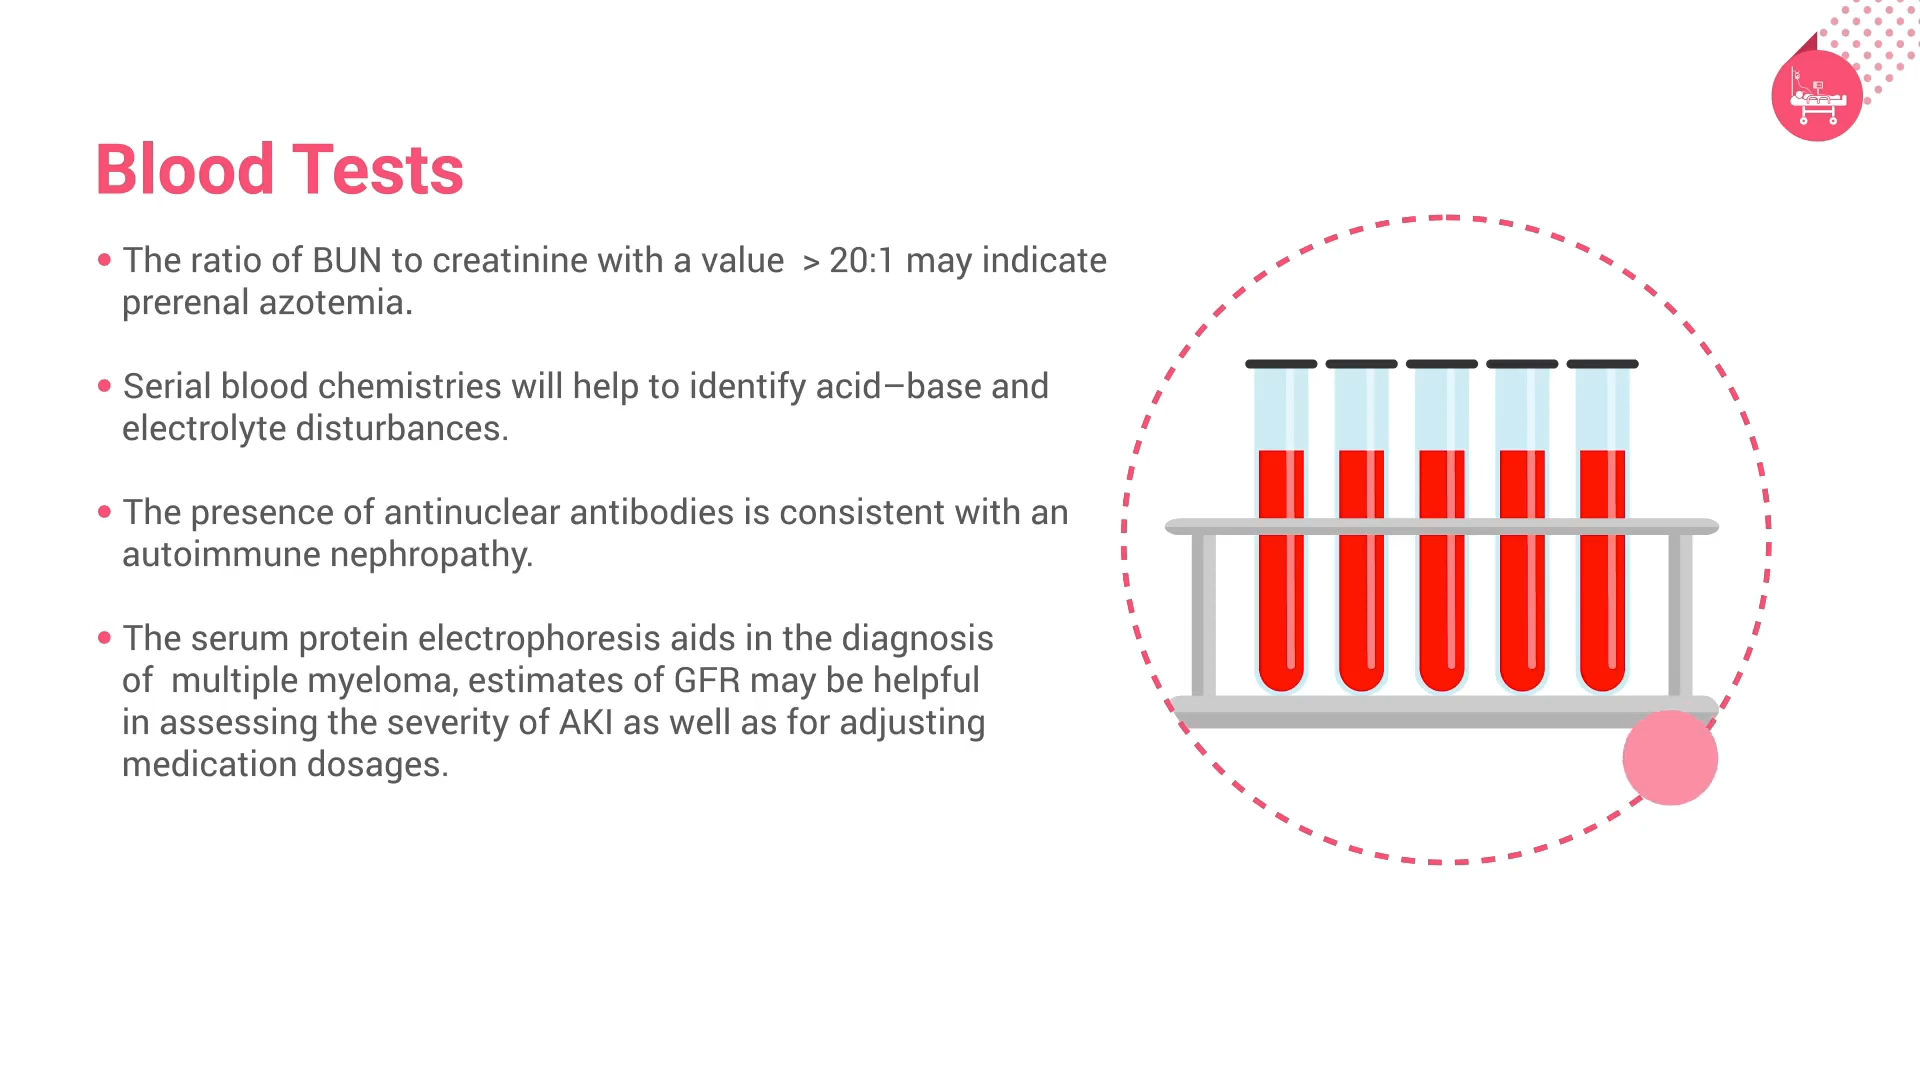 Blood Tests
• The ratio of BUN to creatinine with a value  > 20:1 may indicate
prerenal azotemia.
• Serial blood chemistries will help to identify acid–base and
electrolyte disturbances.
• The presence of antinuclear antibodies is consistent with an
autoimmune nephropathy.
• The serum protein electrophoresis aids in the diagnosis
of  multiple myeloma, estimates of GFR may be helpful
in assessing the severity of AKI as well as for adjusting
medication dosages.